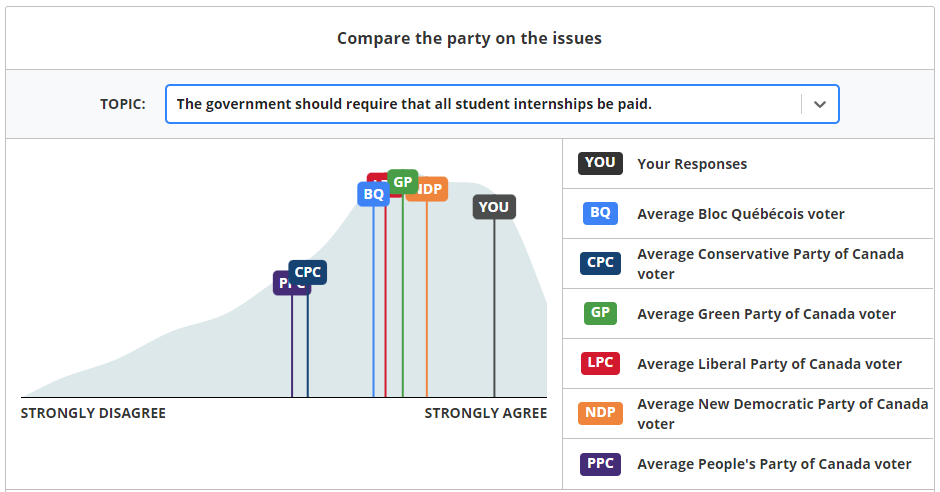 Compare the party on the issues
TOPIC: The government should require that all student internships be paid.
GP
BQ
NDP
YOU
CPC
PPC
STRONGLY DISAGREE STRONGLY AGREE
YOU Your Responses
BQ Average Bloc Québécois voter
CPC Average Conservative Party of Canada
voter
GP Average Green Party of Canada voter
LPC Average Liberal Party of Canada voter
NDP Average New Democratic Party of Canada
voter
PPC Average People's Party of Canada voter